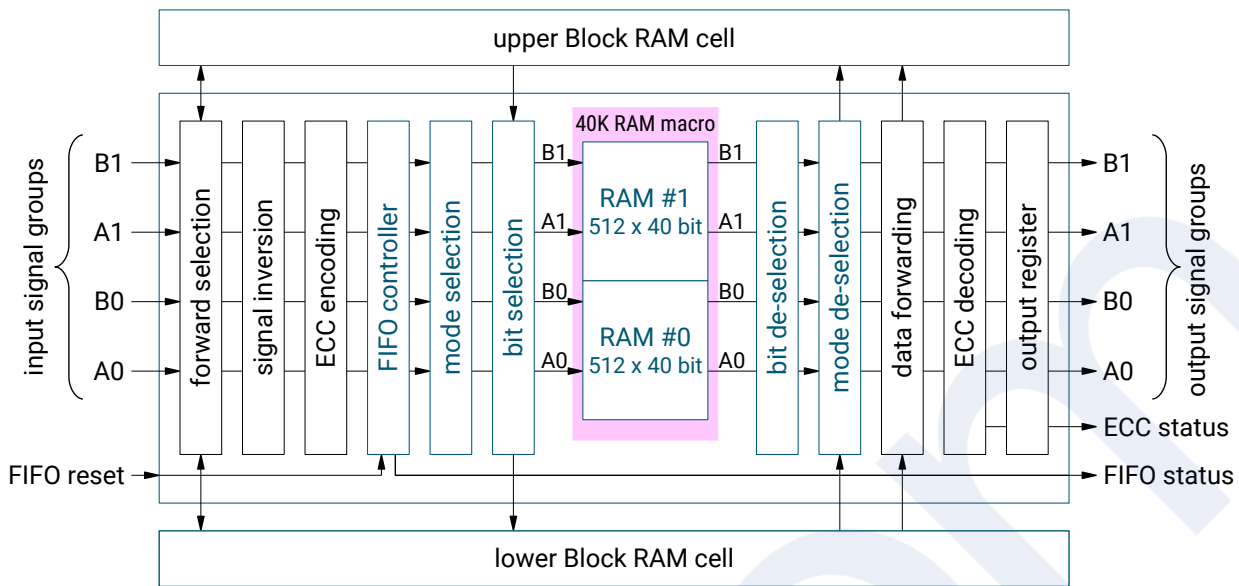 upper Block RAM cell
input signal groups
B1
A1
B0
A0
FIFO reset
forward selection
signal inversion
ECC encoding
FIFO controller
mode selection
bit selection
B1
A1
B0
A0
40K RAM macro
RAM #1
512 x 40 bit
RAM #0
512 x 40 bit
B1
A1
B0
A0
bit de-selection
mode de-selection
data forwarding
ECC decoding
output register
B1
A1
B0
A0
ECC status
FIFO status
output signal groups
lower Block RAM cell